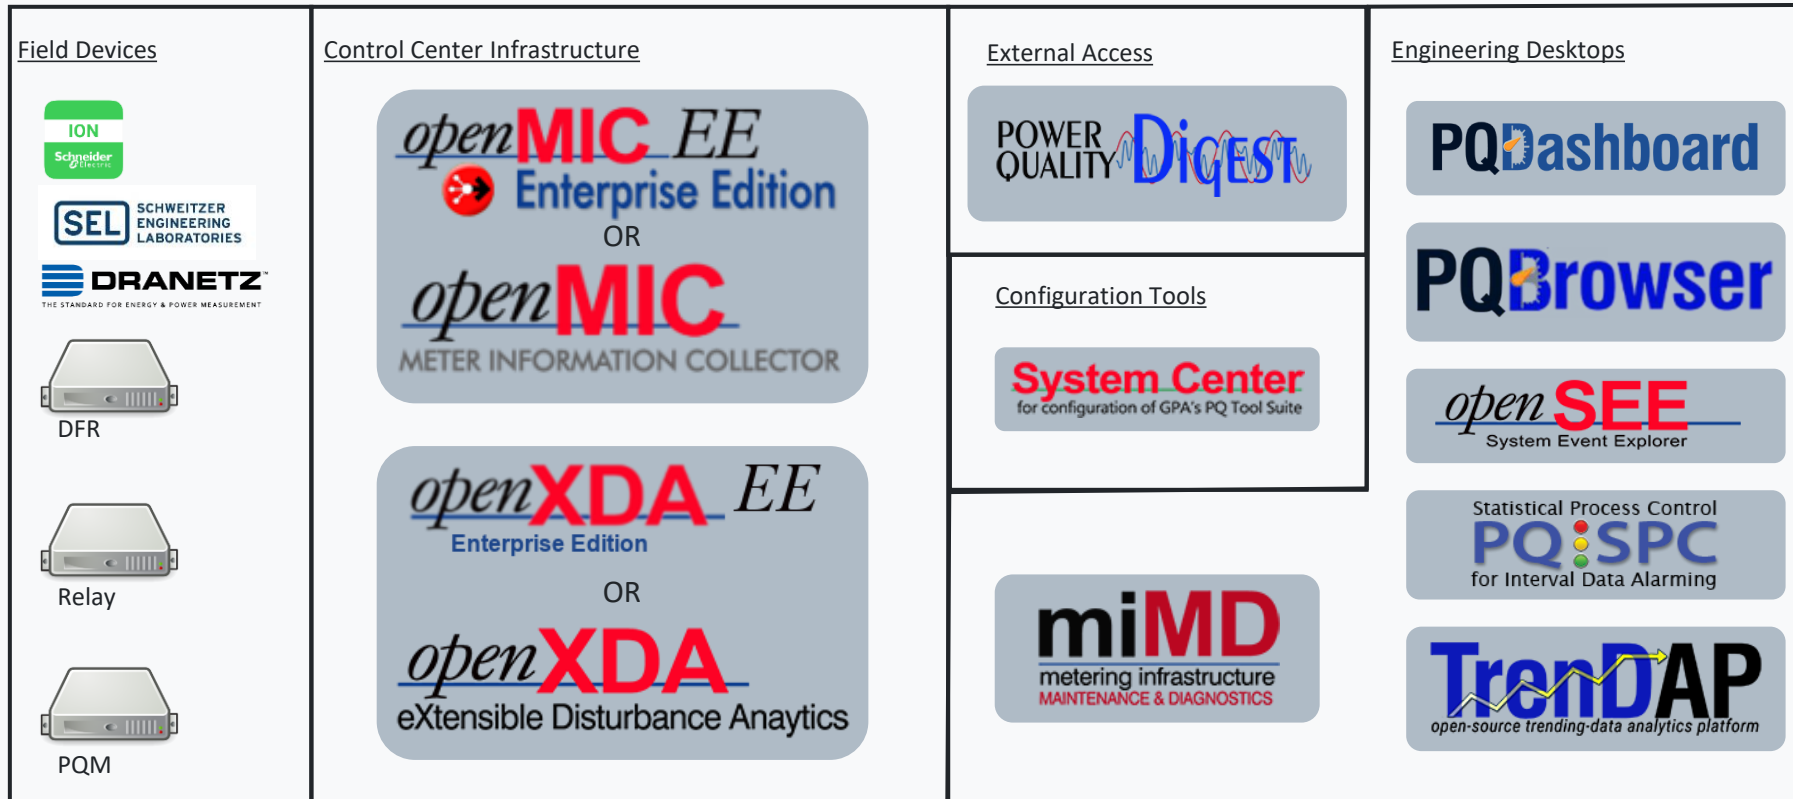 Field Devices
ION
Schneider
Electric
SEL
SCHWEITZER
ENGINEERING
LABORATORIES
DRANETZ™
THE STANDARD FOR ENERGY & POWER MEASUREMENT
DFR
Relay
PQM
Control Center Infrastructure
openMIC EE
Enterprise Edition
OR
openMIC
METER INFORMATION COLLECTOR
openXDA EE
Enterprise Edition
OR
openXDA
eXtensible Disturbance Anaytics
External Access
POWER
QUALITY
DiGEST
Configuration Tools
System Center
for configuration of GPA's PQ Tool Suite
miMD
metering infrastructure
MAINTENANCE & DIAGNOSTICS
Engineering Desktops
PQDashboard
PQBrowser
openSEE
System Event Explorer
Statistical Process Control
PQ SPC
for Interval Data Alarming
TrenDAP
open-source trending-data analytics platform